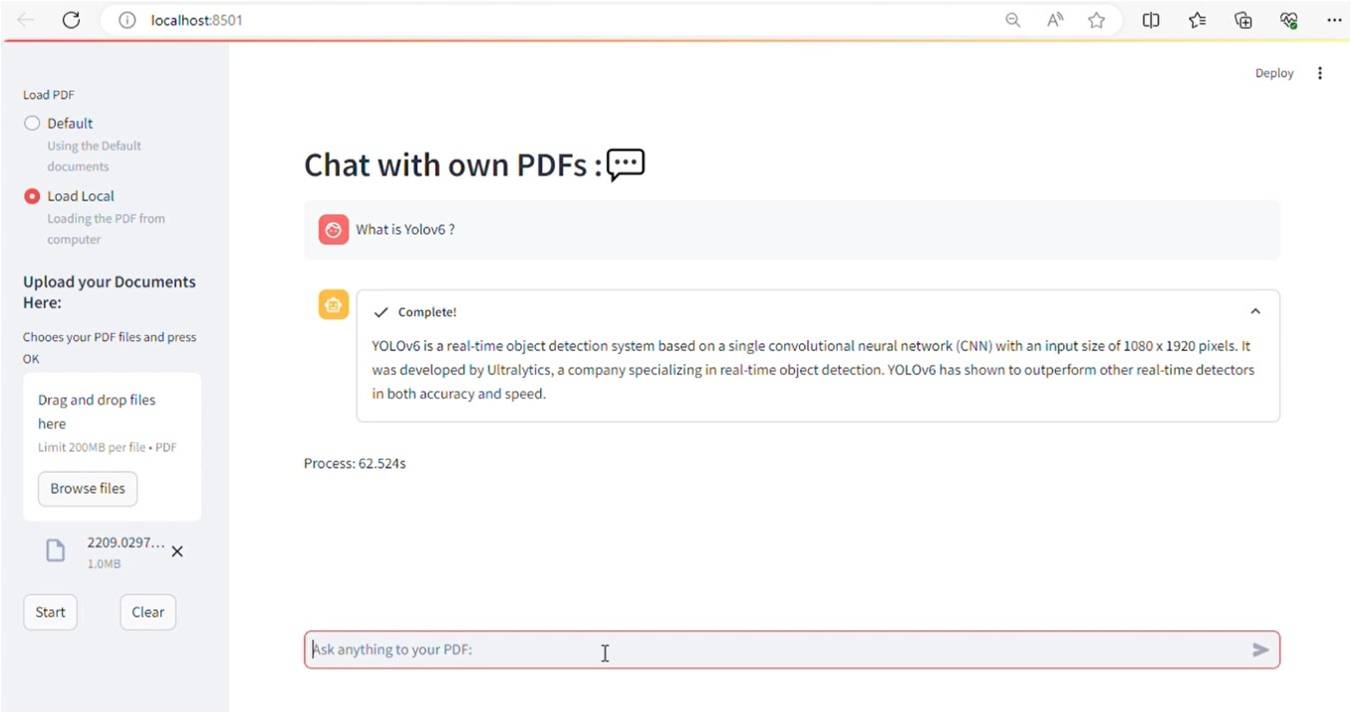 localhost:8501
Deploy
Load PDF
Default
Using the Default
documents
Load Local
Loading the PDF from
computer
Upload your Documents
Here:
Chooes your PDF files and press
OK
Drag and drop files
here
Limit 200MB per file • PDF
Browse files
2209.0297...
1.0MB
Start
Clear
Chat with own PDFs :
What is Yolov6 ?
Complete!
YOLOv6 is a real-time object detection system based on a single convolutional neural network (CNN) with an input size of 1080 x 1920 pixels. It
was developed by Ultralytics, a company specializing in real-time object detection. YOLOv6 has shown to outperform other real-time detectors
in both accuracy and speed.
Process: 62.524s
Ask anything to your PDF: